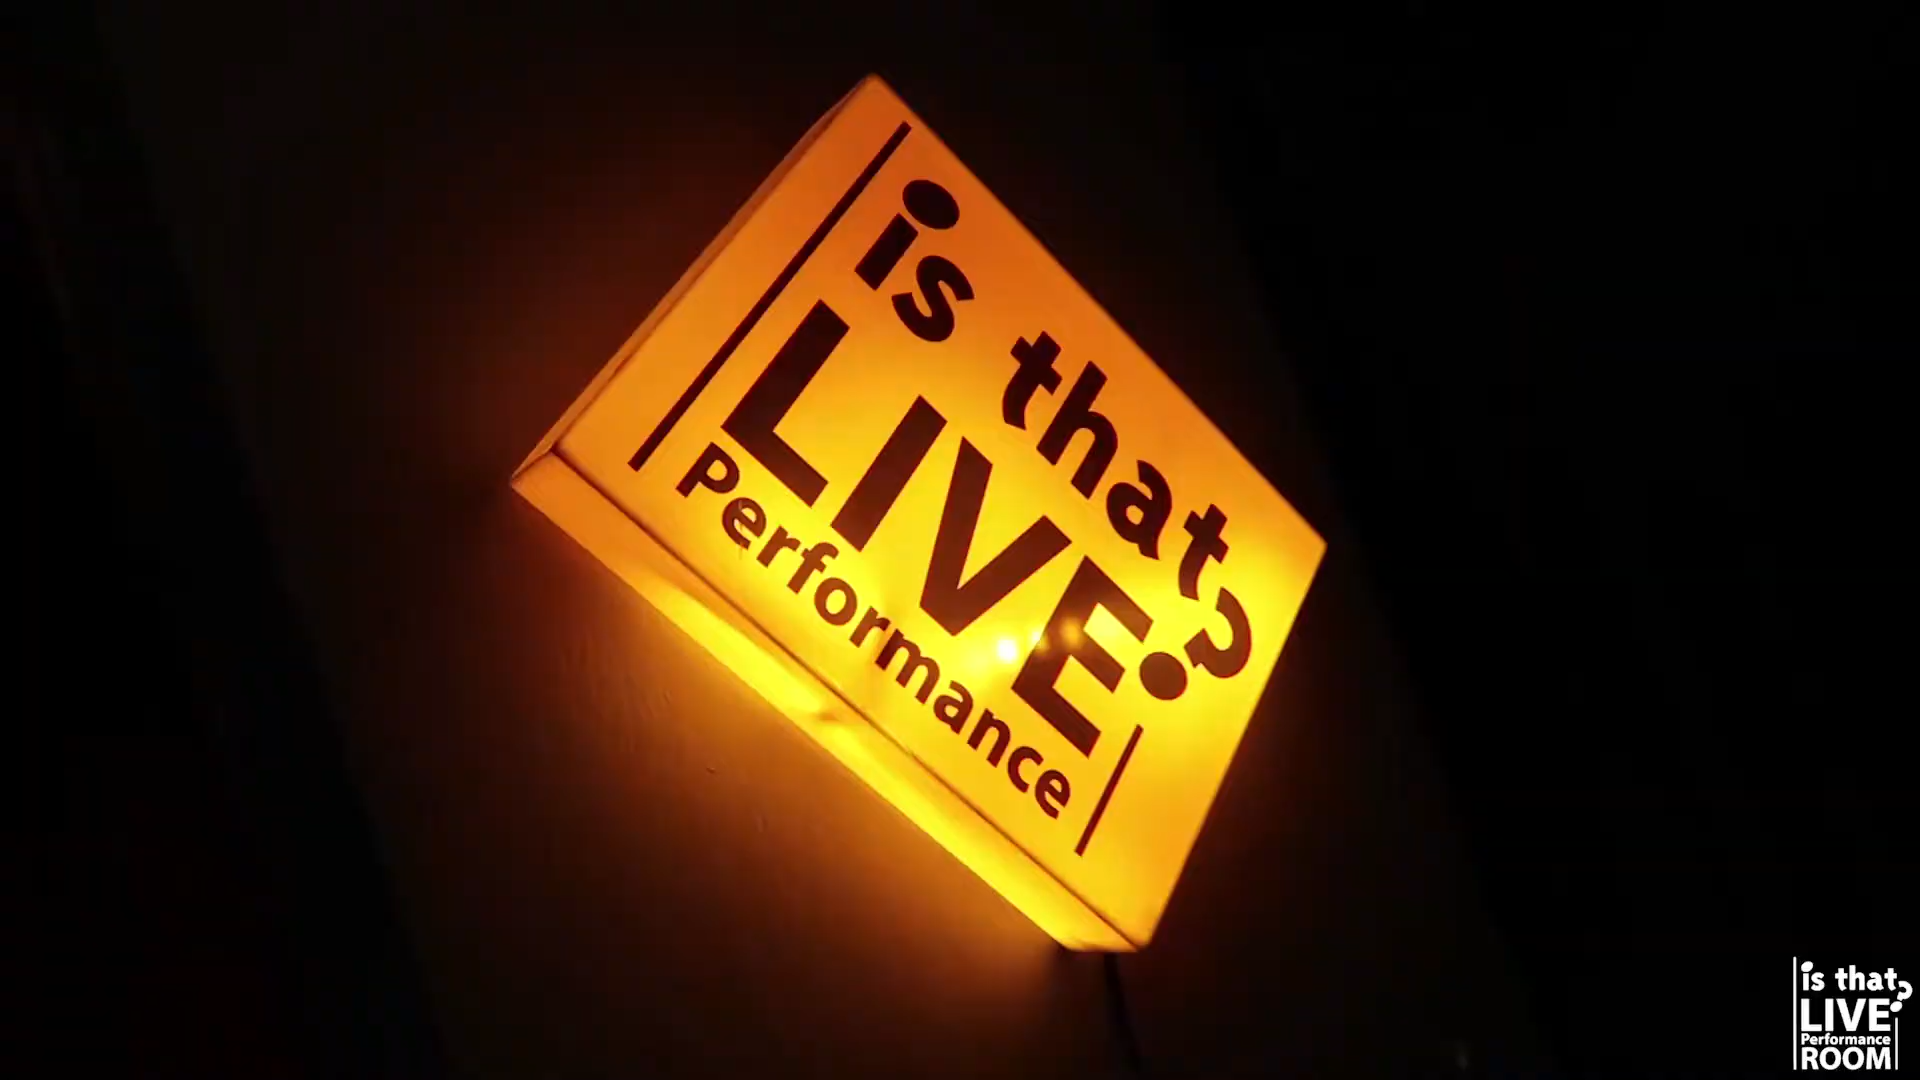 is that?
LIVE
Performance
is that?
LIVE
Performance
ROOM